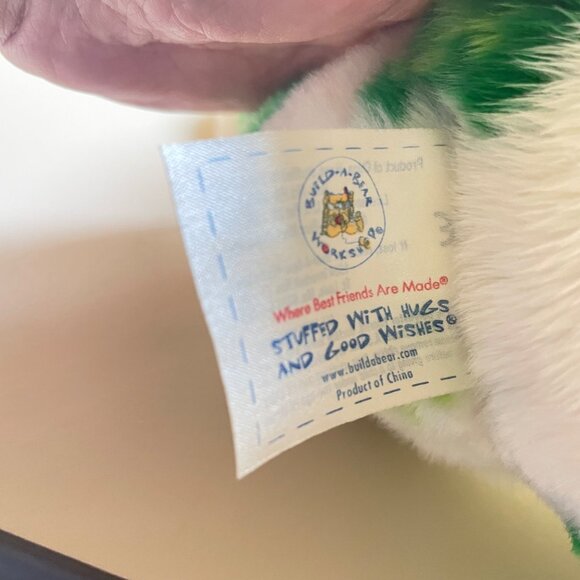 BUILD-A-BEAR
WORKSHOP
Where Best Friends Are Made®
STUFFED WITH HUGS
AND GOOD WISHES®
www.buildabear.com
Product of China